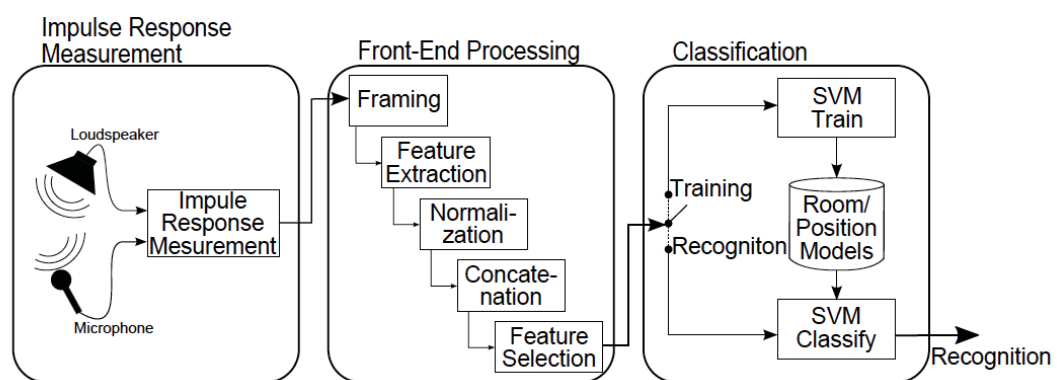 Impulse Response
Measurement
Loudspeaker
Impule
Response
Mesurement
Microphone
Front-End Processing
Framing
Feature
Extraction
Normali-
zation
Concate-
nation
Feature
Selection
Classification
SVM
Train
Training
Room/
Position
Models
Recogniton
SVM
Classify
Recognition